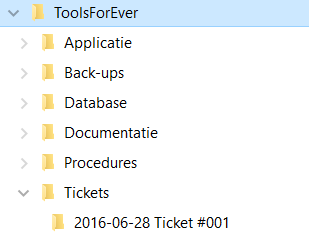 ToolsForEver
Applicatie
Back-ups
Database
Documentatie
Procedures
Tickets
2016-06-28 Ticket #001